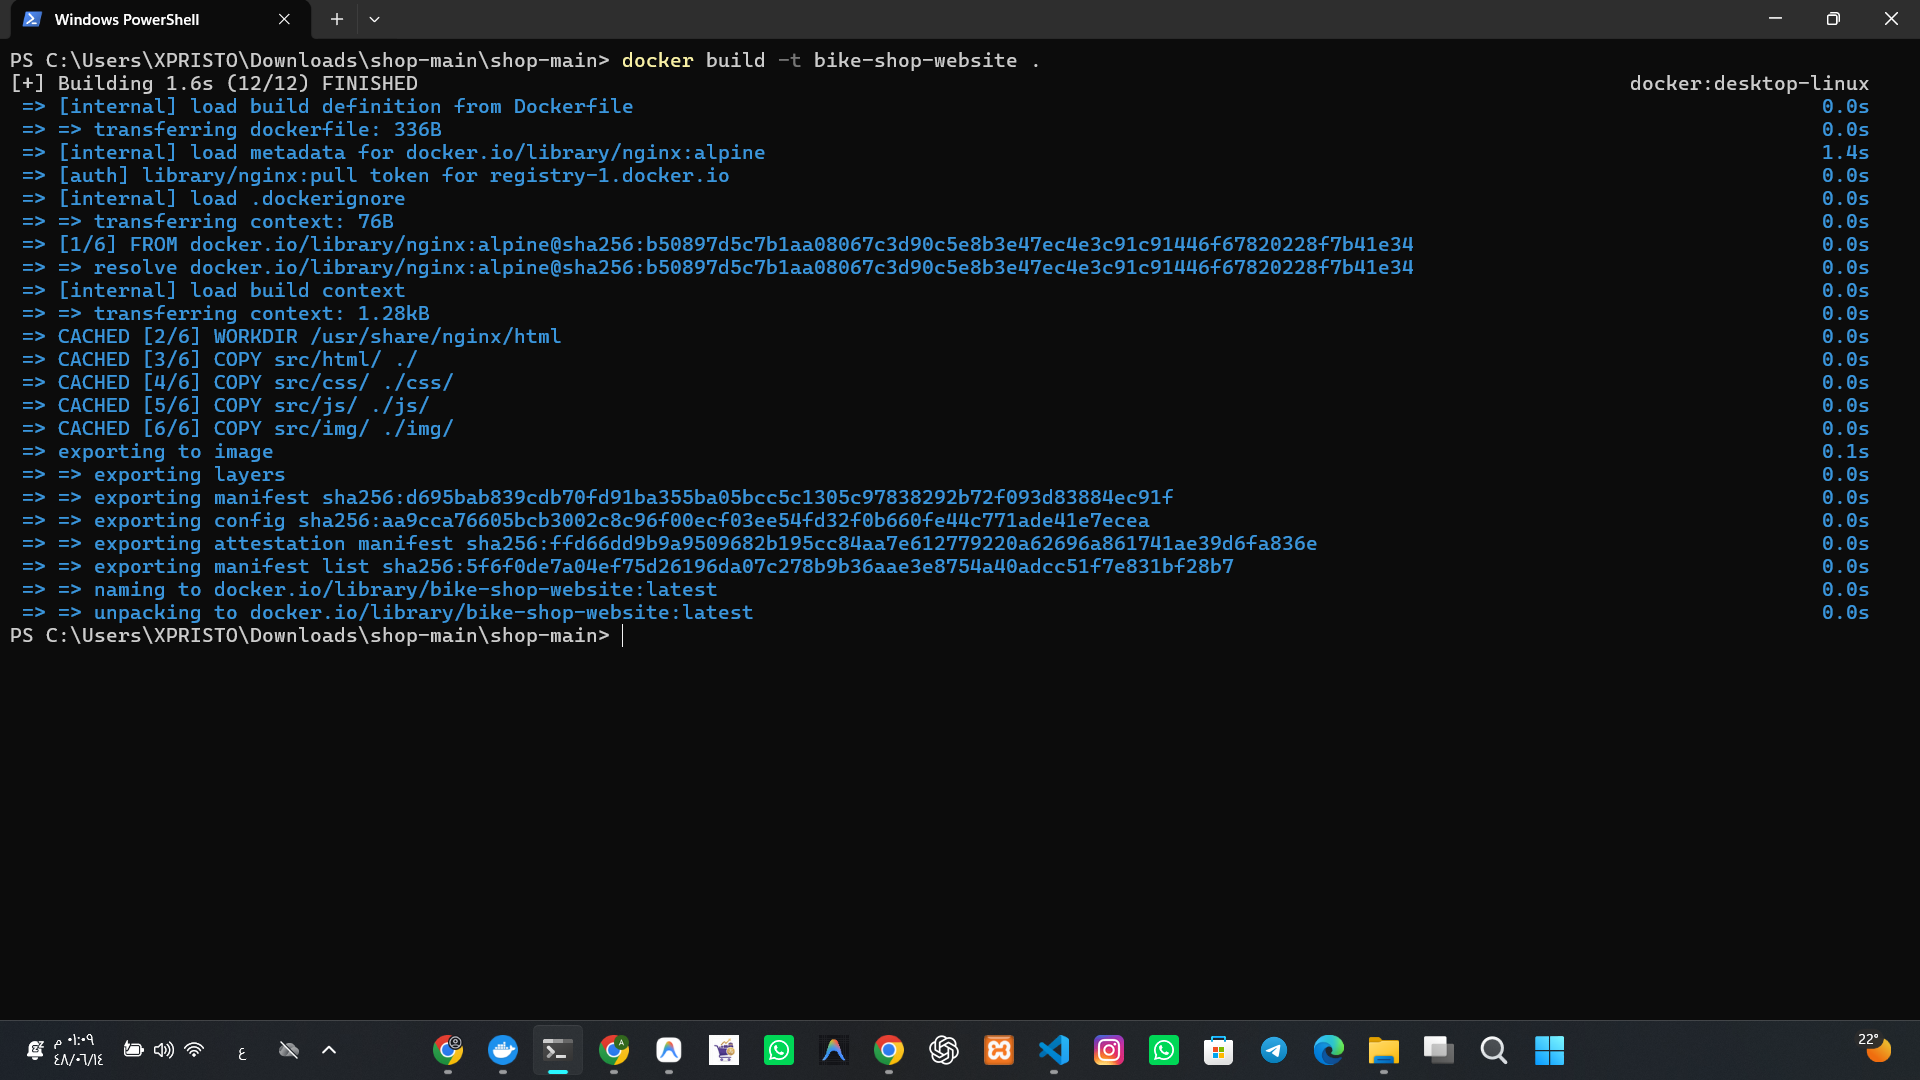 Windows PowerShell
PS C:\Users\XPRISTO\Downloads\shop-main\shop-main> docker build -t bike-shop-website .
[+] Building 1.6s (12/12) FINISHED docker:desktop-linux
=> [internal] load build definition from Dockerfile 0.0s
=> => transferring dockerfile: 336B 0.0s
=> [internal] load metadata for docker.io/library/nginx:alpine 1.4s
=> [auth] library/nginx:pull token for registry-1.docker.io 0.0s
=> [internal] load .dockerignore 0.0s
=> => transferring context: 76B 0.0s
=> [1/6] FROM docker.io/library/nginx:alpine@sha256:b50897d5c7b1aa08067c3d90c5e8b3e47ec4e3c91c91446f67820228f7b41e34 0.0s
=> => resolve docker.io/library/nginx:alpine@sha256:b50897d5c7b1aa08067c3d90c5e8b3e47ec4e3c91c91446f67820228f7b41e34 0.0s
=> [internal] load build context 0.0s
=> => transferring context: 1.28kB 0.0s
=> CACHED [2/6] WORKDIR /usr/share/nginx/html 0.0s
=> CACHED [3/6] COPY src/html/ ./ 0.0s
=> CACHED [4/6] COPY src/css/ ./css/ 0.0s
=> CACHED [5/6] COPY src/js/ ./js/ 0.0s
=> CACHED [6/6] COPY src/img/ ./img/ 0.0s
=> exporting to image 0.1s
=> => exporting layers 0.0s
=> => exporting manifest sha256:d695bab839cdb70fd91ba355ba05bcc5c1305c97838292b72f093d83884ec91f 0.0s
=> => exporting config sha256:aa9cca76605bcb3002c8c96f00ecf03ee54fd32f0b660fe44c771ade41e7ecea 0.0s
=> => exporting attestation manifest sha256:ffd66dd9b9a9509682b195cc84aa7e612779220a62696a861741ae39d6fa836e 0.0s
=> => exporting manifest list sha256:5f6f0de7a04ef75d26196da07c278b9b36aae3e8754a40adcc51f7e831bf28b7 0.0s
=> => naming to docker.io/library/bike-shop-website:latest 0.0s
=> => unpacking to docker.io/library/bike-shop-website:latest 0.0s
PS C:\Users\XPRISTO\Downloads\shop-main\shop-main>
٠١:٠٩ م
٤٨/٠٦/١٤
ع
22°